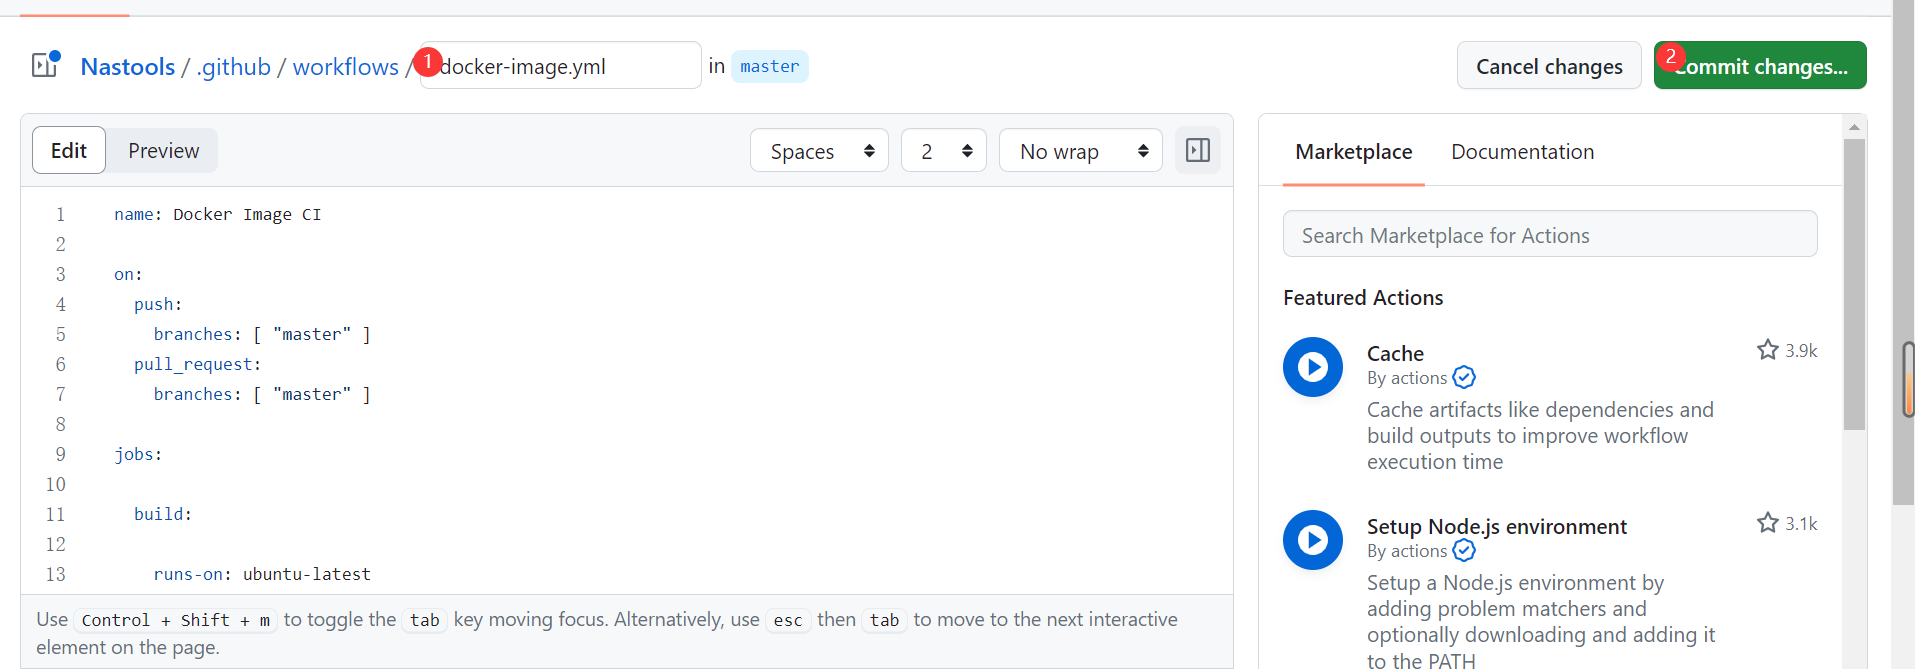 Nastools / .github / workflows / 1 docker-image.yml in master
Cancel changes
2 Commit changes...
Edit Preview
Spaces 2 No wrap
1 name: Docker Image CI
2
3 on:
4 push:
5 branches: [ "master" ]
6 pull_request:
7 branches: [ "master" ]
8
9 jobs:
10
11 build:
12
13 runs-on: ubuntu-latest
Use Control + Shift + m to toggle the tab key moving focus. Alternatively, use esc then tab to move to the next interactive
element on the page.
Marketplace Documentation
Search Marketplace for Actions
Featured Actions
Cache 3.9k
By actions
Cache artifacts like dependencies and
build outputs to improve workflow
execution time
Setup Node.js environment 3.1k
By actions
Setup a Node.js environment by
adding problem matchers and
optionally downloading and adding it
to the PATH